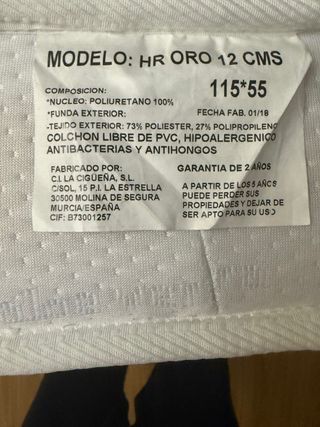 MODELO: HR ORO 12 CMS
COMPOSICION: 115*55
*NUCLEO: POLIURETANO 100%
*FUNDA EXTERIOR: FECHA FAB. 01/18
-TEJIDO EXTERIOR: 73% POLIESTER, 27% POLIPROPILENO
COLCHON LIBRE DE PVC, HIPOALERGENICO
ANTIBACTERIAS Y ANTIHONGOS
FABRICADO POR:
C.I. LA CIGÜEÑA, S.L.
C/SOL, 15 P.I. LA ESTRELLA
30500 MOLINA DE SEGURA
MURCIA/ESPAÑA
CIF: B73001257
GARANTIA DE 2 AÑOS
A PARTIR DE LOS 5 AÑOS
PUEDE PERDER SUS
PROPIEDADES Y DEJAR DE
SER APTO PARA SU USO